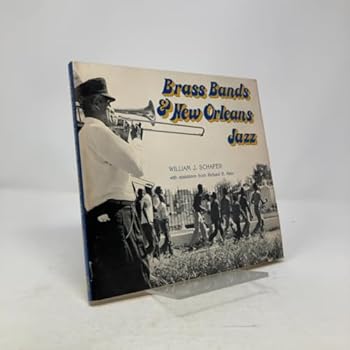 Brass Bands
& New Orleans
Jazz
WILLIAM J. SCHAFER
with assistance from Richard B. Allen